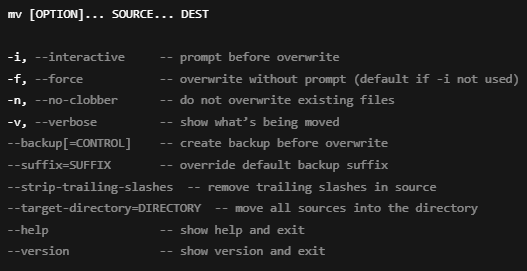 mv [OPTION]... SOURCE... DEST
-i, --interactive -- prompt before overwrite
-f, --force -- overwrite without prompt (default if -i not used)
-n, --no-clobber -- do not overwrite existing files
-v, --verbose -- show what’s being moved
--backup[=CONTROL] -- create backup before overwrite
--suffix=SUFFIX -- override default backup suffix
--strip-trailing-slashes -- remove trailing slashes in source
--target-directory=DIRECTORY -- move all sources into the directory
--help -- show help and exit
--version -- show version and exit